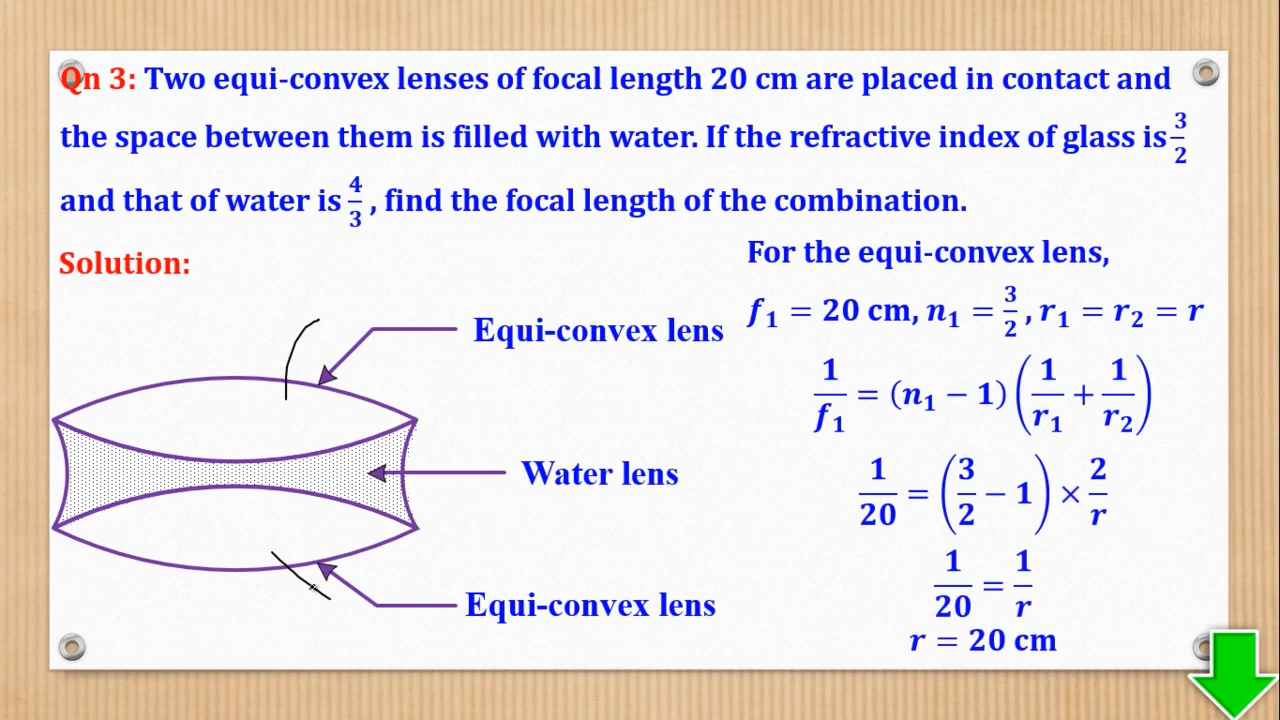 Qn 3: Two equi-convex lenses of focal length 20 cm are placed in contact and
the space between them is filled with water. If the refractive index of glass is 3/2
and that of water is 4/3 , find the focal length of the combination.
Solution:
Equi-convex lens
Water lens
Equi-convex lens
For the equi-convex lens,
f₁ = 20 cm, n₁ = 3/2 , r₁ = r₂ = r
1/f₁ = (n₁ − 1) (1/r₁ + 1/r₂)
1/20 = (3/2 − 1) × 2/r
1/20 = 1/r
r = 20 cm